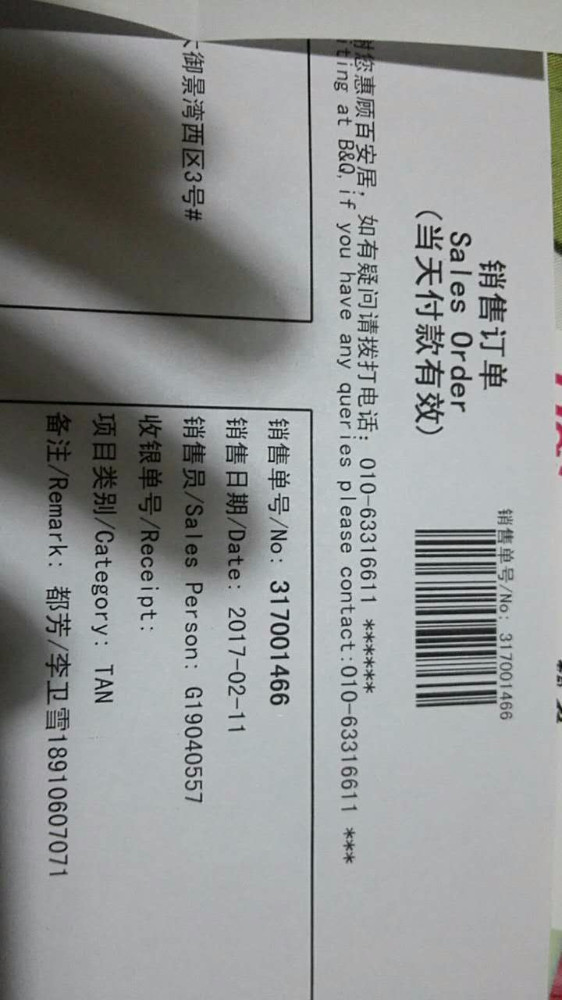 销售订单
Sales Order
(当天付款有效)
销售单号/No: 317001466
您惠顾百安居，如有疑问请拨打电话：010-63316611 ******
iting at B&Q, if you have any queries please contact:010-63316611 ***
御景湾西区3号#
销售单号/No: 317001466
销售日期/Date: 2017-02-11
销售员/Sales Person: G19040557
收银单号/Receipt:
项目类别/Category: TAN
备注/Remark: 都芳/李卫雪18910607071